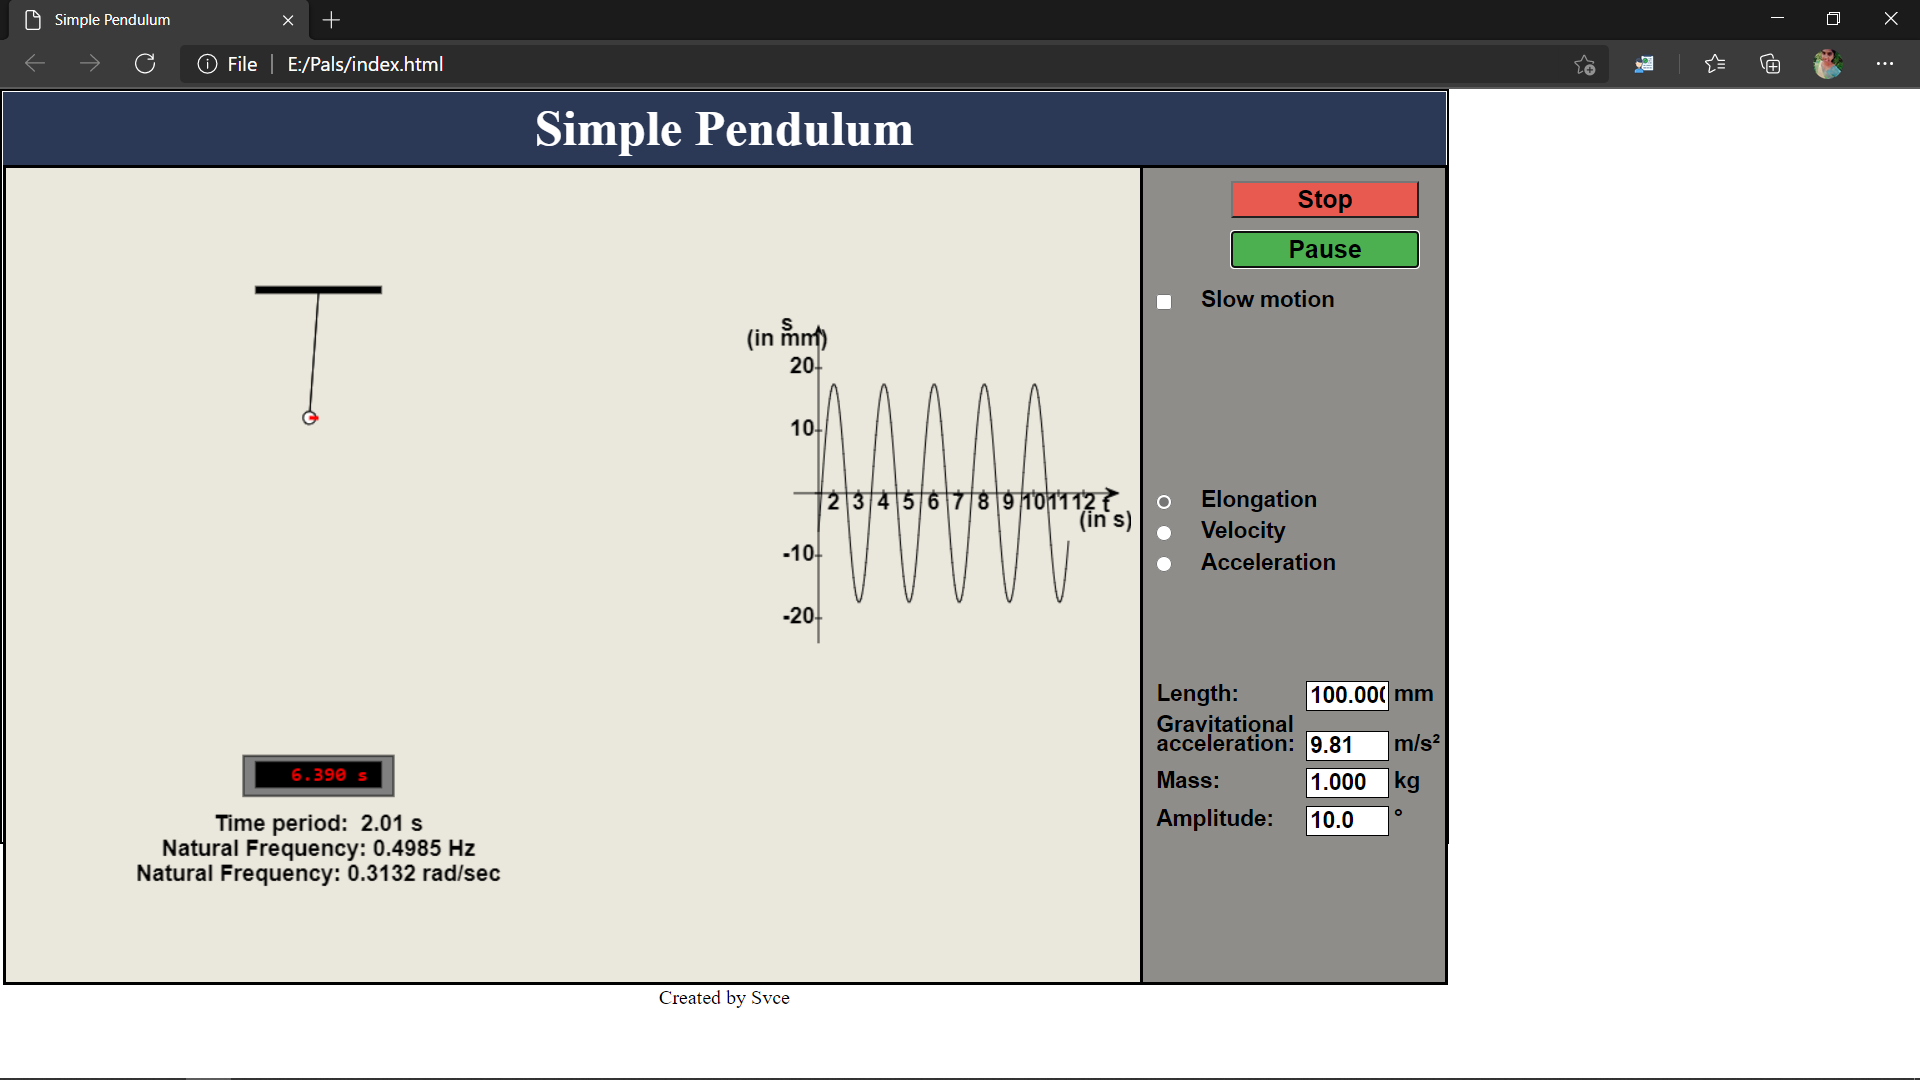 Simple Pendulum
File
E:/Pals/index.html
Simple Pendulum
Stop
Pause
Slow motion
s
(in mm)
20
10
2 3 4 5 6 7 8 9 10 11 12 t
(in s)
-10
-20
Elongation
Velocity
Acceleration
Length: 100.000 mm
Gravitational
acceleration: 9.81 m/s²
Mass: 1.000 kg
Amplitude: 10.0 °
6.390 s
Time period: 2.01 s
Natural Frequency: 0.4985 Hz
Natural Frequency: 0.3132 rad/sec
Created by Svce